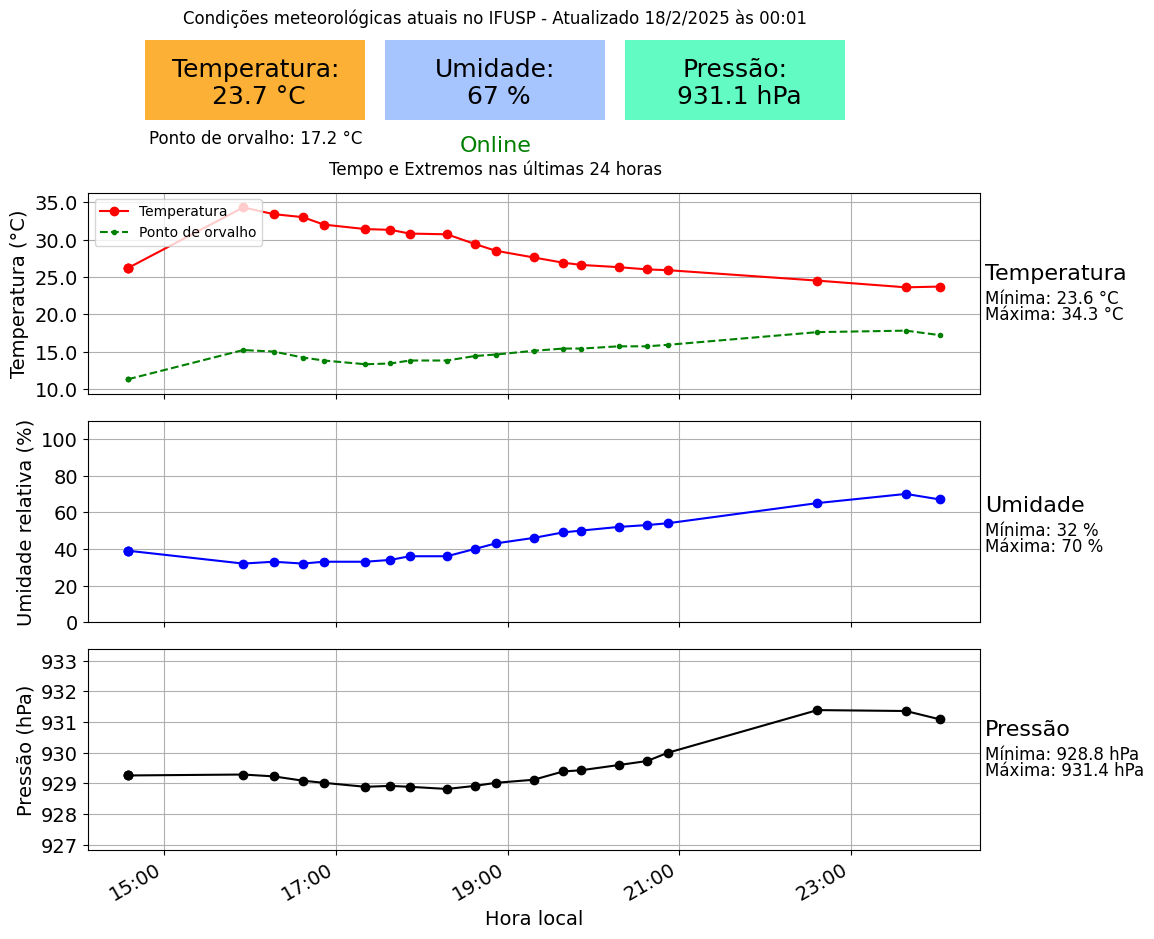 Condições meteorológicas atuais no IFUSP - Atualizado 18/2/2025 às 00:01
Temperatura:
23.7 °C
Umidade:
67 %
Pressão:
931.1 hPa
Ponto de orvalho: 17.2 °C
Online
Tempo e Extremos nas últimas 24 horas
Temperatura (°C)
35.0
30.0
25.0
20.0
15.0
10.0
Temperatura
Ponto de orvalho
Temperatura
Mínima: 23.6 °C
Máxima: 34.3 °C
Umidade relativa (%)
100
80
60
40
20
0
Umidade
Mínima: 32 %
Máxima: 70 %
Pressão (hPa)
933
932
931
930
929
928
927
Pressão
Mínima: 928.8 hPa
Máxima: 931.4 hPa
15:00
17:00
19:00
21:00
23:00
Hora local